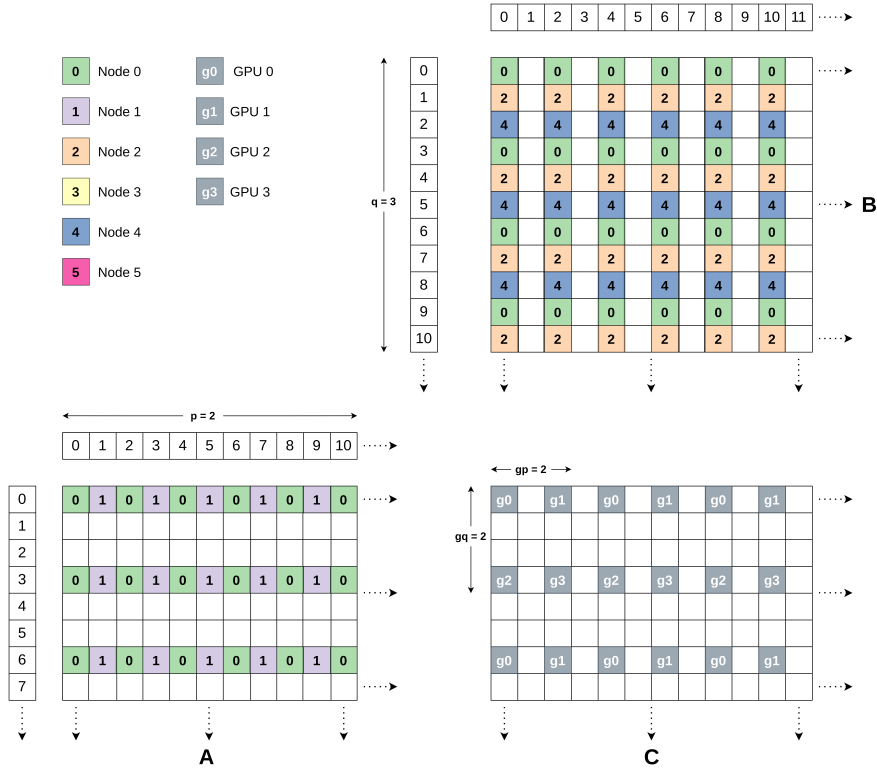 0 1 2 3 4 5 6 7 8 9 10 11
0 Node 0 g0 GPU 0
1 Node 1 g1 GPU 1
2 Node 2 g2 GPU 2
3 Node 3 g3 GPU 3
4 Node 4
5 Node 5
q = 3
0 0 0 0 0 0 0
1 2 2 2 2 2 2
2 4 4 4 4 4 4
3 0 0 0 0 0 0
4 2 2 2 2 2 2
5 4 4 4 4 4 4
6 0 0 0 0 0 0
7 2 2 2 2 2 2
8 4 4 4 4 4 4
9 0 0 0 0 0 0
10 2 2 2 2 2 2
B
p = 2
0 1 2 3 4 5 6 7 8 9 10
0 0 1 0 1 0 1 0 1 0 1 0
1
2
3 0 1 0 1 0 1 0 1 0 1 0
4
5
6 0 1 0 1 0 1 0 1 0 1 0
7
A
gp = 2
gq = 2
g0 g1 g0 g1 g0 g1
g2 g3 g2 g3 g2 g3
g0 g1 g0 g1 g0 g1
C